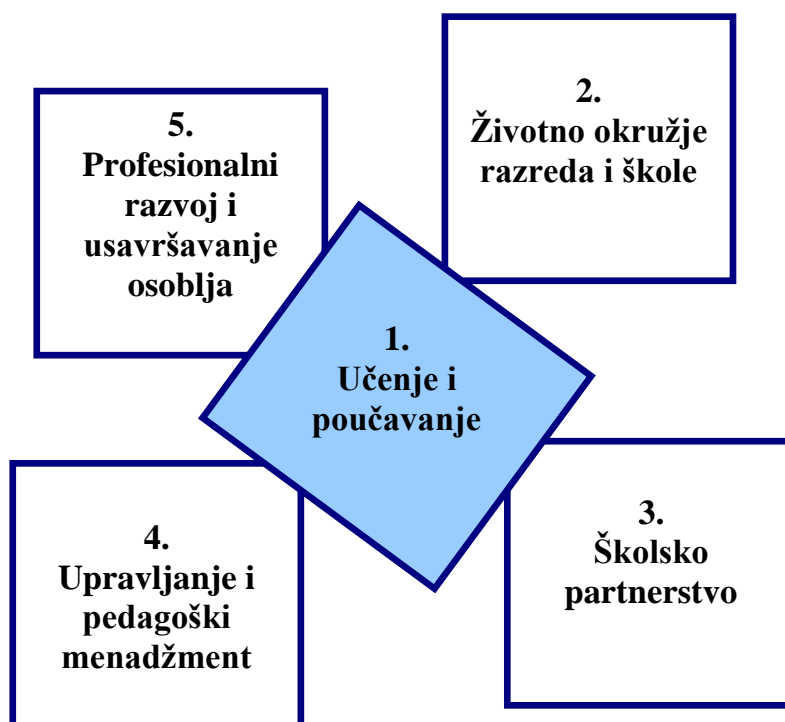 1.
Učenje i
poučavanje
2.
Životno okružje
razreda i škole
3.
Školsko
partnerstvo
4.
Upravljanje i
pedagoški
menadžment
5.
Profesionalni
razvoj i
usavršavanje
osoblja